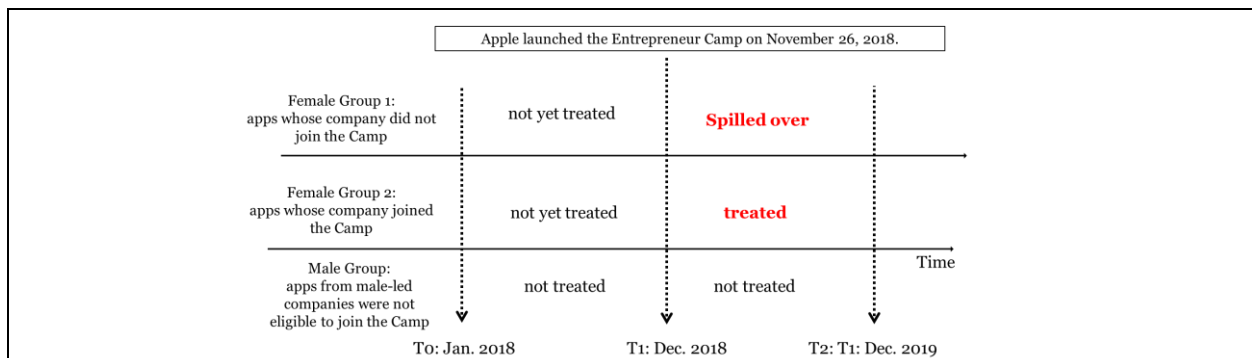 Apple launched the Entrepreneur Camp on November 26, 2018.
Female Group 1:
apps whose company did not
join the Camp
not yet treated
Spilled over
Female Group 2:
apps whose company joined
the Camp
not yet treated
treated
Time
Male Group:
apps from male-led
companies were not
eligible to join the Camp
not treated
not treated
T0: Jan. 2018
T1: Dec. 2018
T2: T1: Dec. 2019